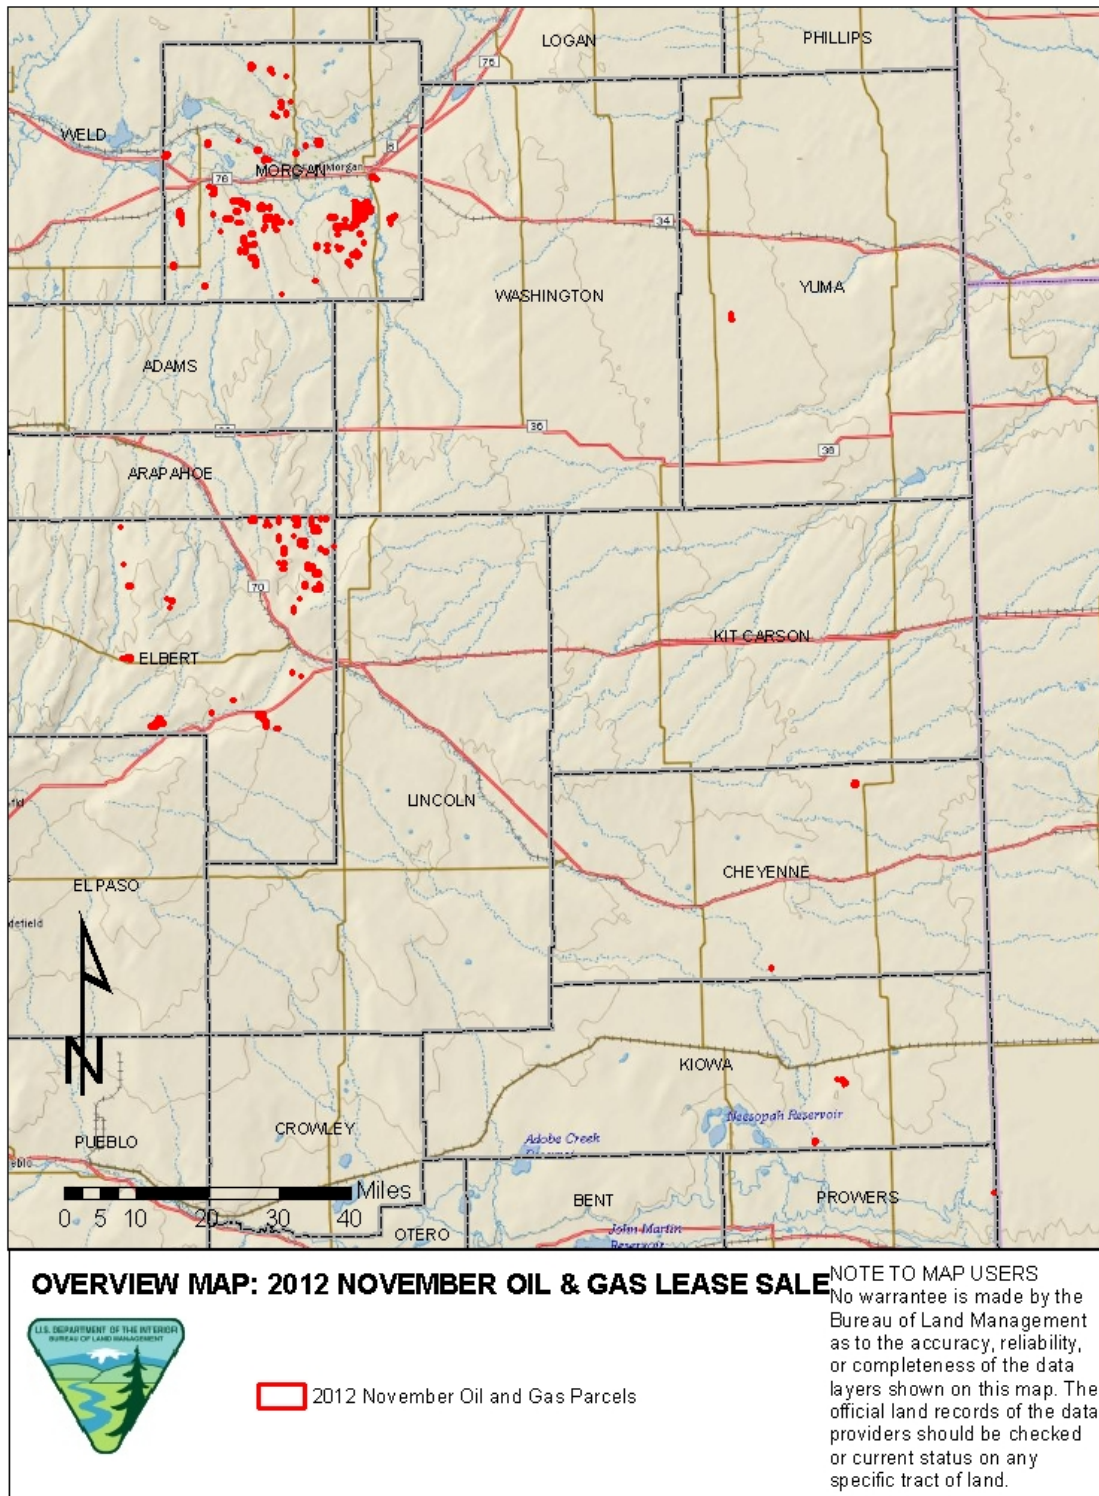 LOGAN
PHILLIPS
76
WELD
6
MORGAN
Morgan
76
34
WASHINGTON
YUMA
ADAMS
36
36
ARAPAHOE
70
KIT CARSON
ELBERT
LINCOLN
CHEYENNE
EL PASO
defield
N
KIOWA
Neesopah Reservoir
CROWLEY
PUEBLO
Adobe Creek
eblo
Miles
0 5 10 20 30 40
BENT
PROWERS
OTERO
John Martin
Reservoir
OVERVIEW MAP: 2012 NOVEMBER OIL & GAS LEASE SALE
U.S. DEPARTMENT OF THE INTERIOR
BUREAU OF LAND MANAGEMENT
2012 November Oil and Gas Parcels
NOTE TO MAP USERS
No warrantee is made by the
Bureau of Land Management
as to the accuracy, reliability,
or completeness of the data
layers shown on this map. The
official land records of the data
providers should be checked
or current status on any
specific tract of land.